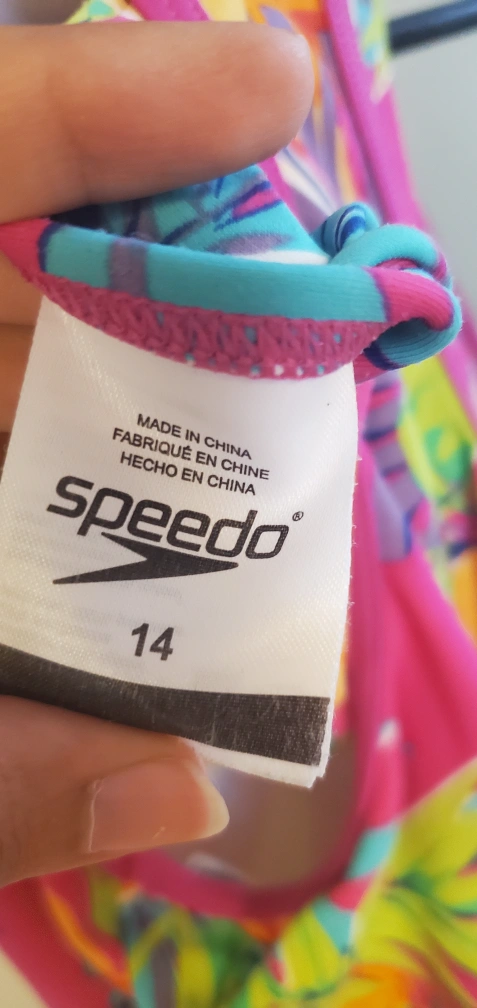 MADE IN CHINA
FABRIQUÉ EN CHINE
HECHO EN CHINA
speedo®
14